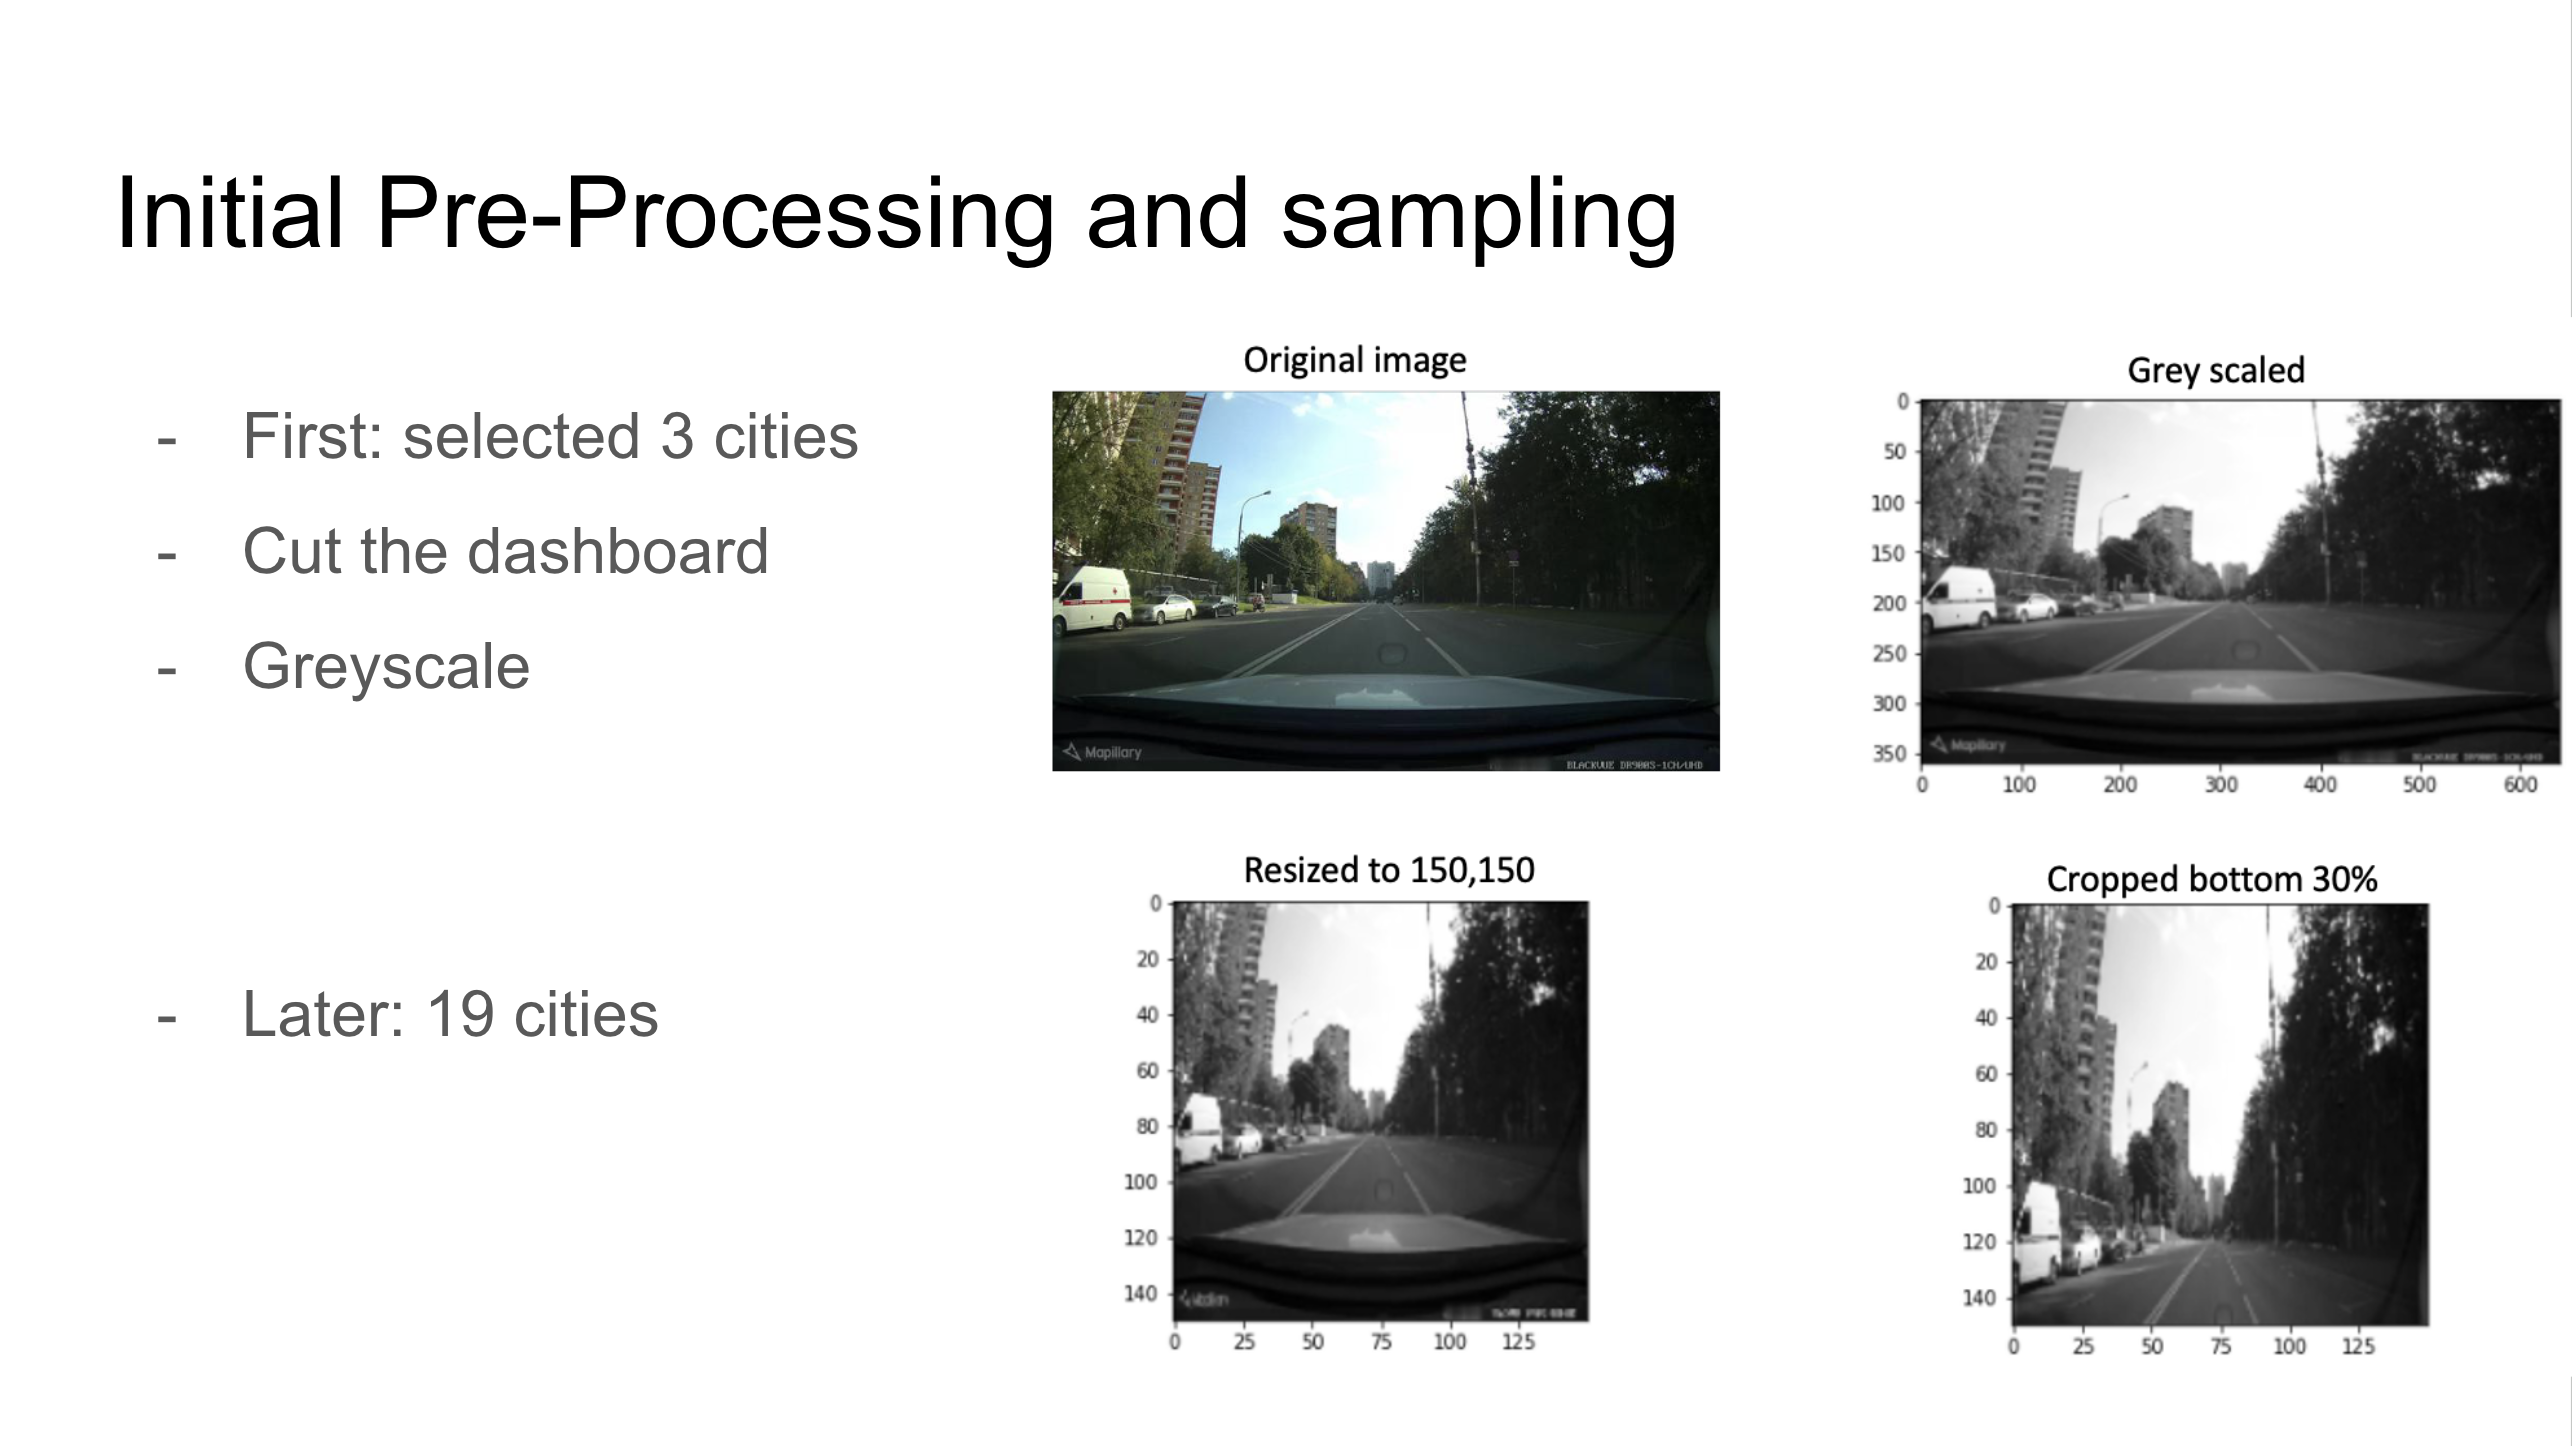 Initial Pre-Processing and sampling
- First: selected 3 cities
- Cut the dashboard
- Greyscale
- Later: 19 cities
Original image
Mapillary
BLACKVUE DR900S-1CH/UHD
Grey scaled
0
50
100
150
200
250
300
350
Mapillary
0 100 200 300 400 500 600
Resized to 150,150
0
20
40
60
80
100
120
140
0 25 50 75 100 125
Cropped bottom 30%
0
20
40
60
80
100
120
140
0 25 50 75 100 125